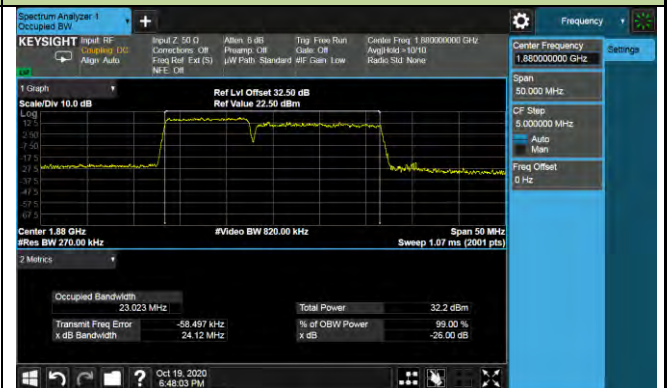 Spectrum Analyzer 1
Occupied BW
KEYSIGHT
Input: RF
Coupling: DC
Align: Auto
Input Z: 50 Ω
Corrections: Off
Freq Ref: Ext (S)
NFE: Off
Atten: 6 dB
Preamp: Off
µW Path: Standard
Trig: Free Run
Gate: Off
#IF Gain: Low
Center Freq: 1.880000000 GHz
Avg|Hold:>10/10
Radio Std: None
1 Graph
Scale/Div 10.0 dB
Ref Lvl Offset 32.50 dB
Ref Value 22.50 dBm
Log
12.5
2.50
-7.50
-17.5
-27.5
-37.5
-47.5
-57.5
-67.5
Center 1.88 GHz
#Video BW 820.00 kHz
Span 50 MHz
#Res BW 270.00 kHz
Sweep 1.07 ms (2001 pts)
2 Metrics
Occupied Bandwidth
23.023 MHz
Total Power
32.2 dBm
Transmit Freq Error
-58.497 kHz
% of OBW Power
99.00 %
x dB Bandwidth
24.12 MHz
x dB
-26.00 dB
Oct 19, 2020
6:48:03 PM
Frequency
Center Frequency
1.880000000 GHz
Settings
Span
50.000 MHz
CF Step
5.000000 MHz
Auto
Man
Freq Offset
0 Hz